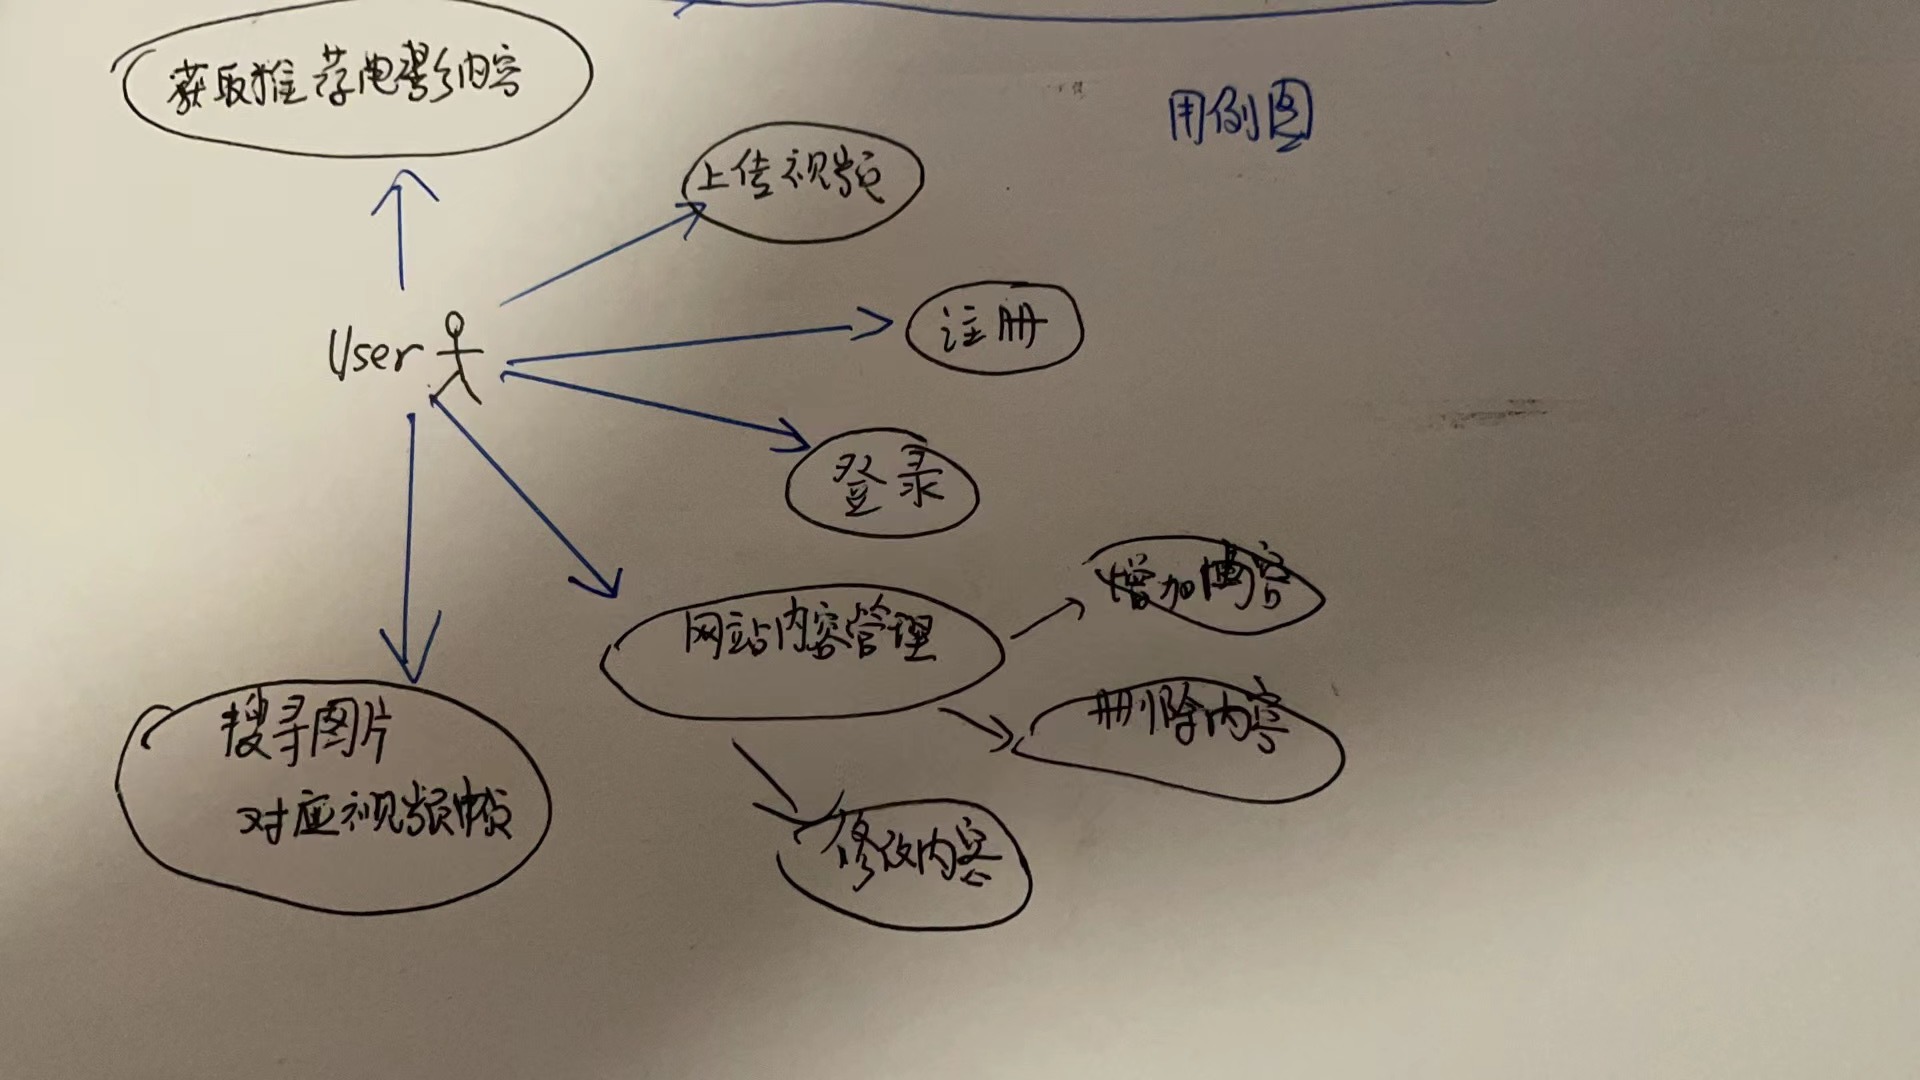 获取推荐电影内容
用例图
上传视频
User
注册
登录
网站内容管理
增加内容
删除内容
搜寻图片
对应视频帧
修改内容